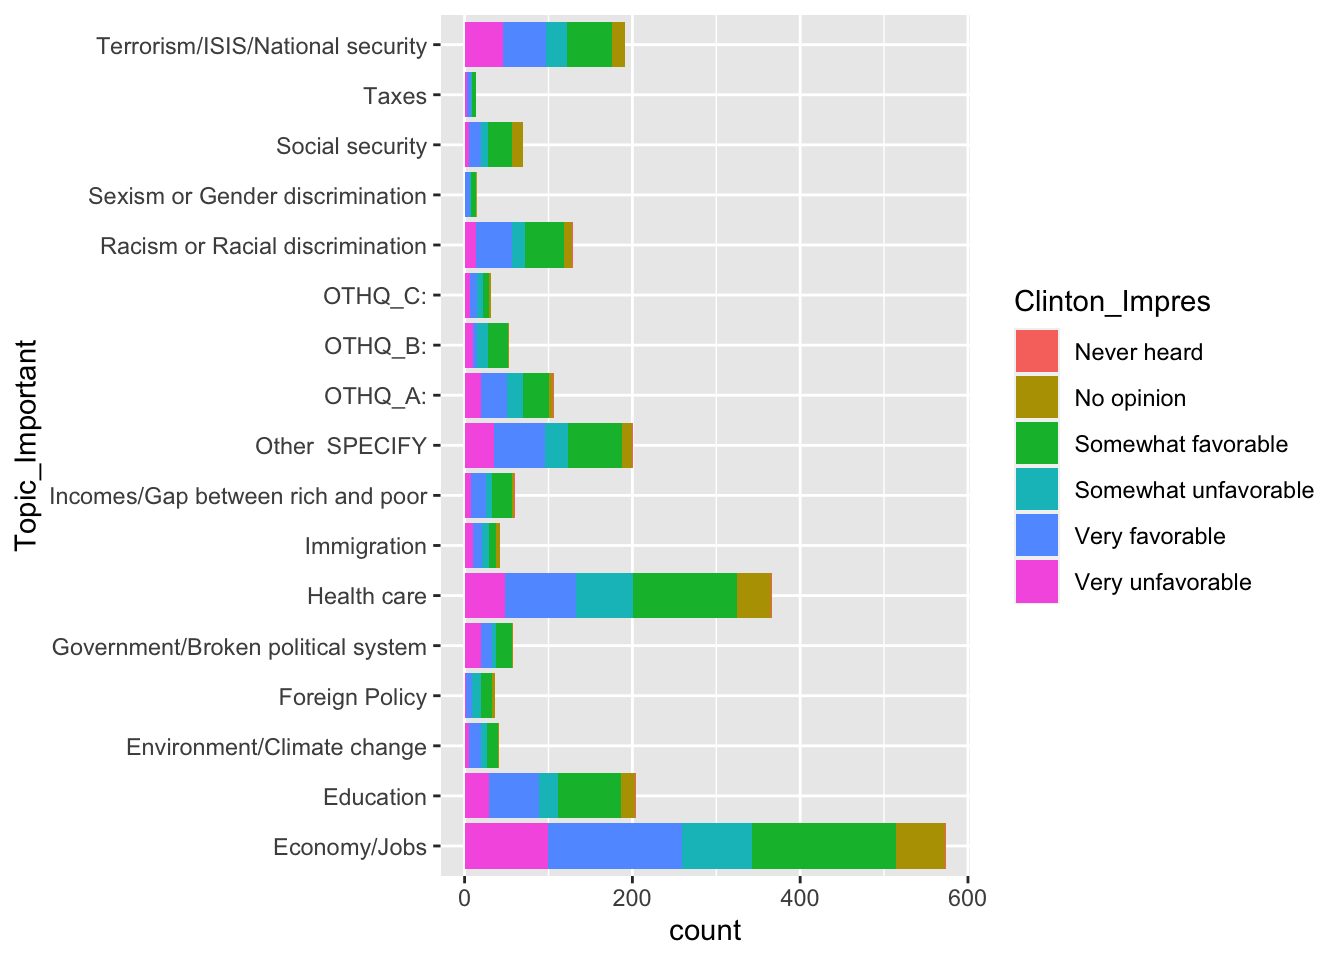 Topic_Important
Terrorism/ISIS/National security
Taxes
Social security
Sexism or Gender discrimination
Racism or Racial discrimination
OTHQ_C:
OTHQ_B:
OTHQ_A:
Other  SPECIFY
Incomes/Gap between rich and poor
Immigration
Health care
Government/Broken political system
Foreign Policy
Environment/Climate change
Education
Economy/Jobs
0 200 400 600
count
Clinton_Impres
Never heard
No opinion
Somewhat favorable
Somewhat unfavorable
Very favorable
Very unfavorable